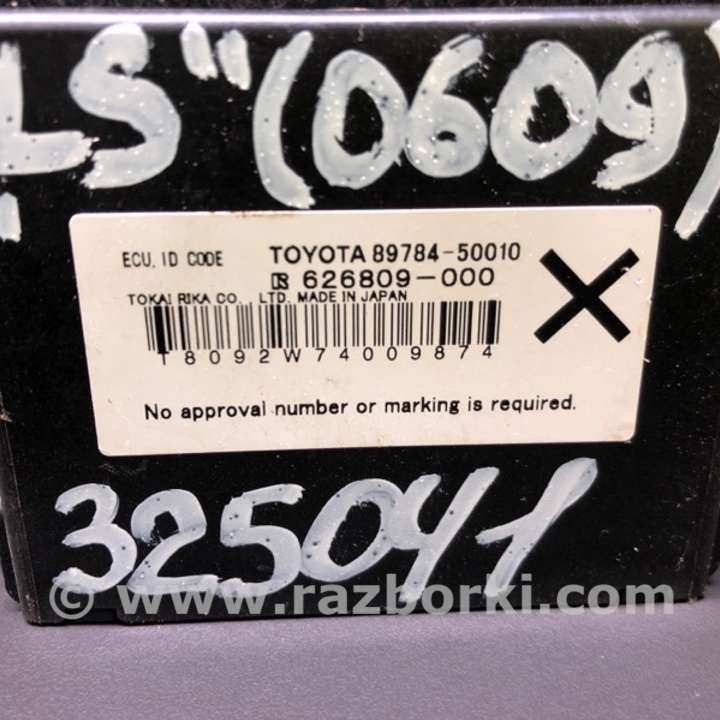 LS" (0609)
ECU, ID CODE TOYOTA 89784-50010
626809-000
TOKAI RIKA CO., LTD. MADE IN JAPAN
T8092W74009874
No approval number or marking is required.
325041
© www.razborki.com